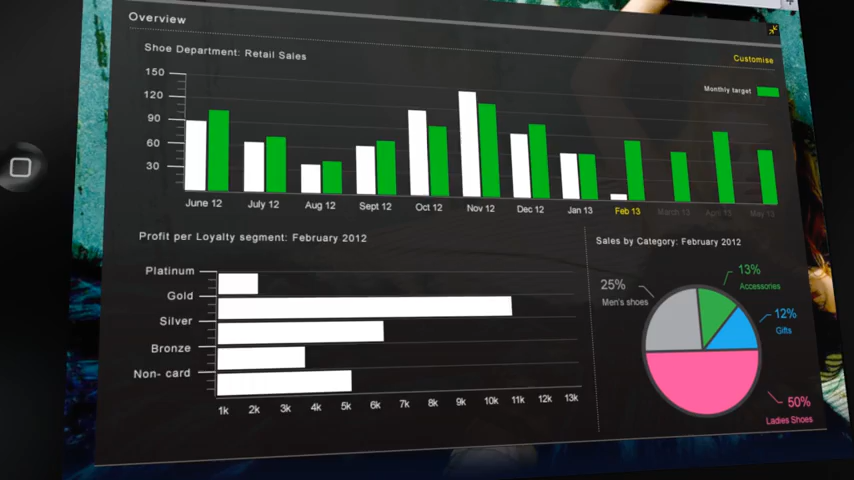 Overview
Shoe Department: Retail Sales
Customise
Monthly target
150
120
90
60
30
June 12 July 12 Aug 12 Sept 12 Oct 12 Nov 12 Dec 12 Jan 13 Feb 13 March 13 April 13 May 13
Profit per Loyalty segment: February 2012
Platinum
Gold
Silver
Bronze
Non- card
1k 2k 3k 4k 5k 6k 7k 8k 9k 10k 11k 12k 13k
Sales by Category: February 2012
13%
Accessories
25%
Men's shoes
12%
Gifts
50%
Ladies Shoes